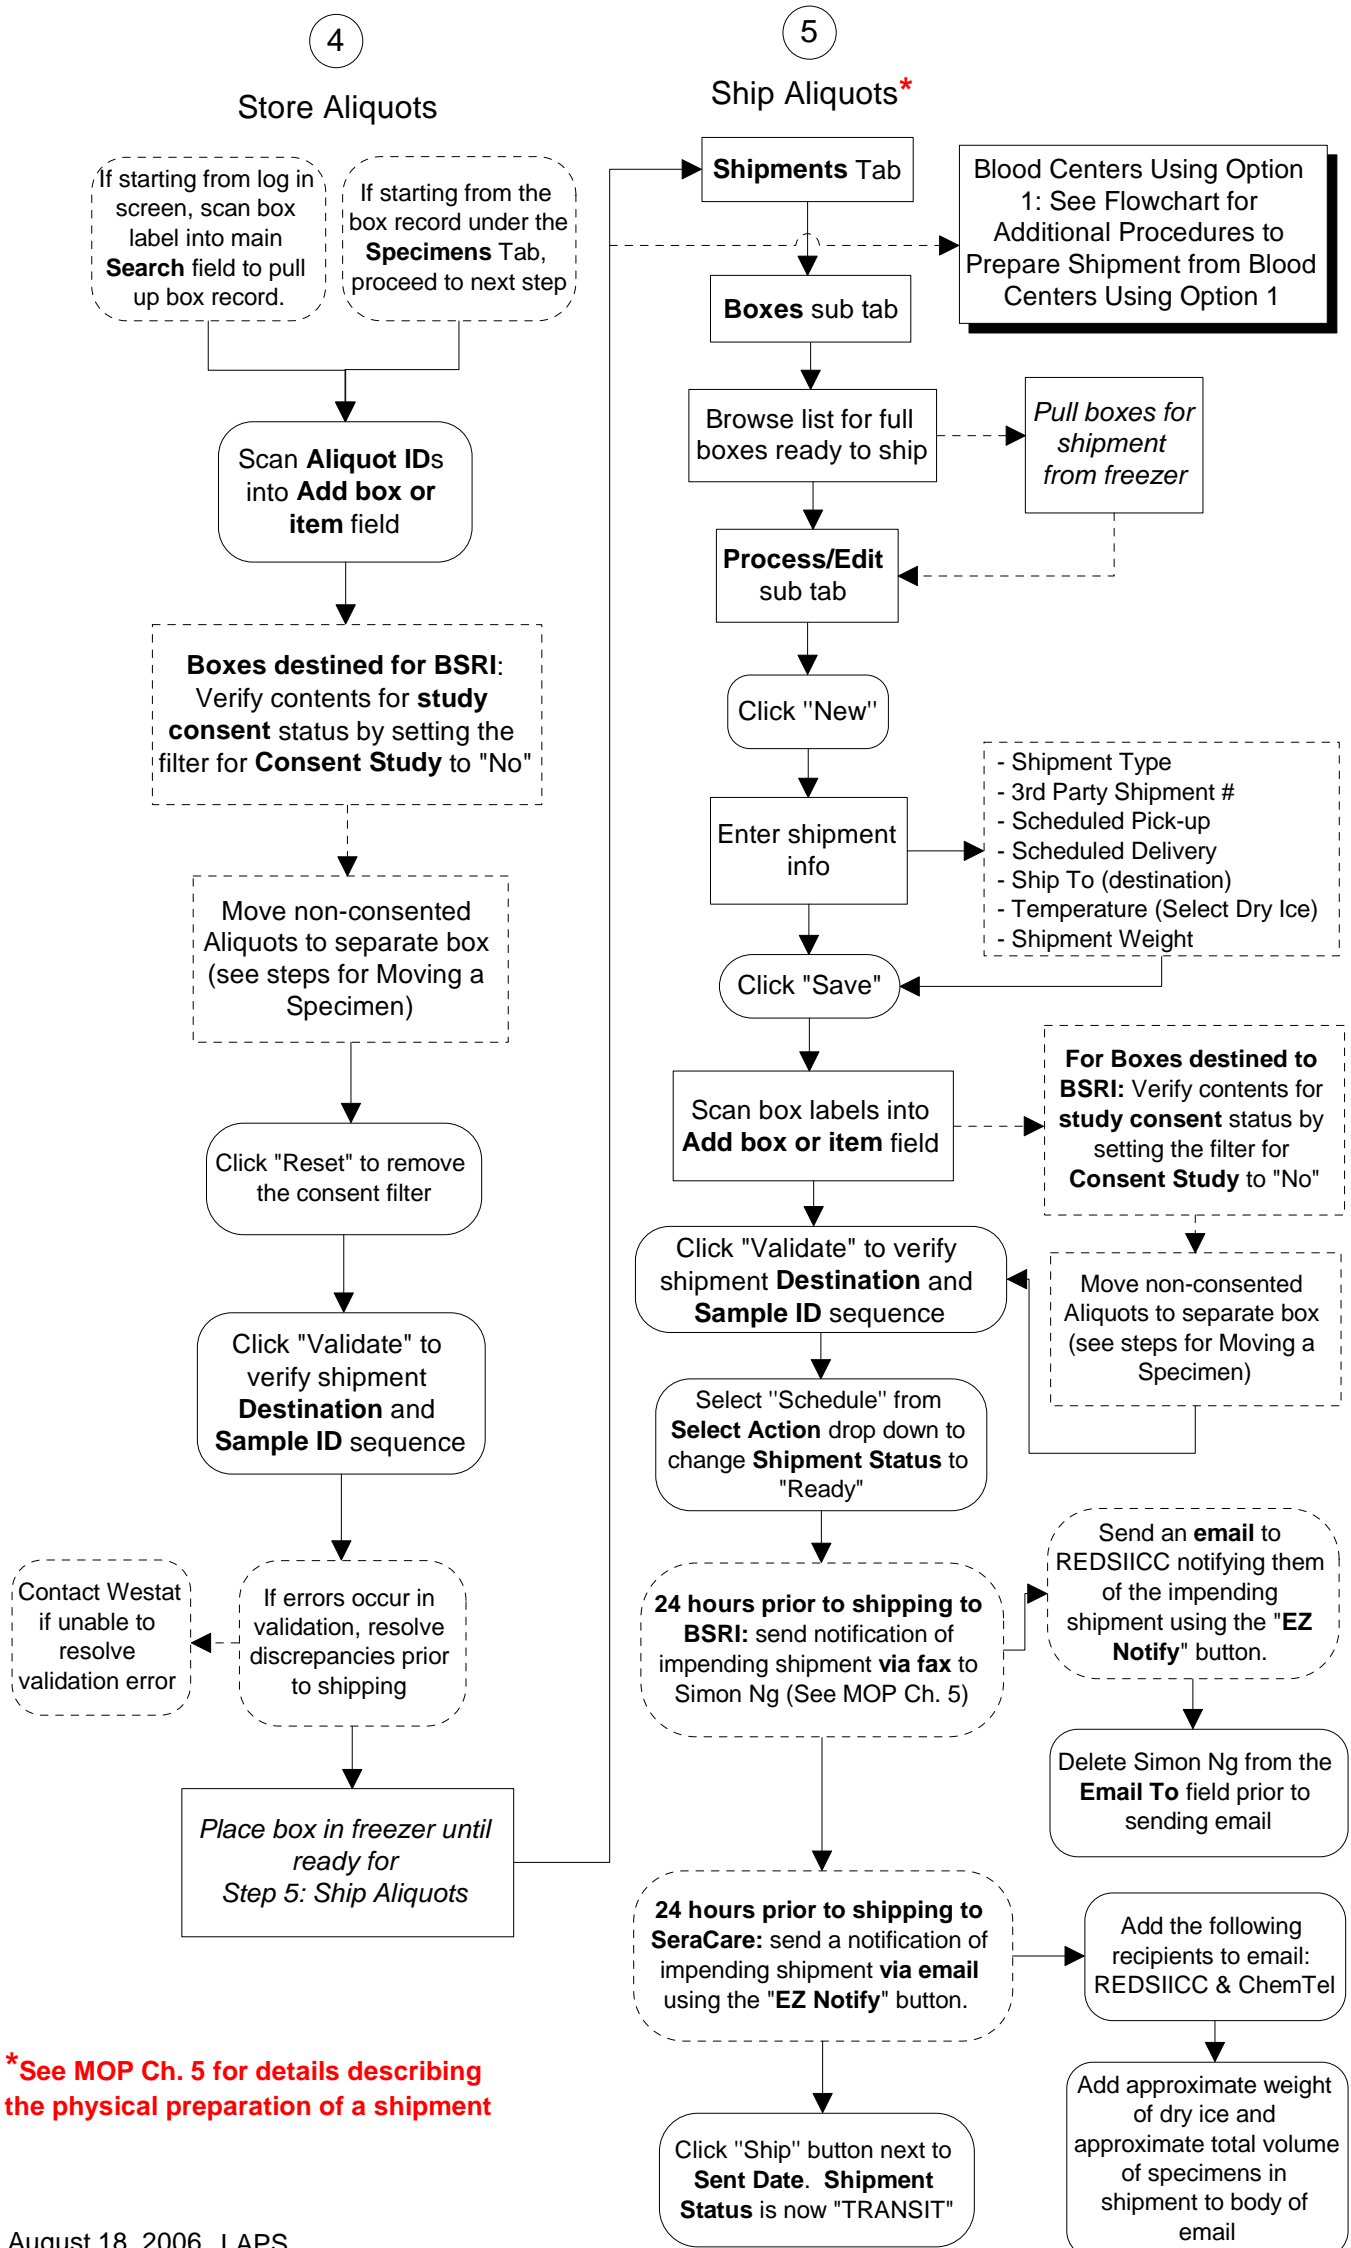 4
Store Aliquots
If starting from log in
screen, scan box
label into main
Search field to pull
up box record.
If starting from the
box record under the
Specimens Tab,
proceed to next step
Scan Aliquot IDs
into Add box or
item field
Boxes destined for BSRI:
Verify contents for study
consent status by setting the
filter for Consent Study to "No"
Move non-consented
Aliquots to separate box
(see steps for Moving a
Specimen)
Click "Reset" to remove
the consent filter
Click "Validate" to
verify shipment
Destination and
Sample ID sequence
If errors occur in
validation, resolve
discrepancies prior
to shipping
Contact Westat
if unable to
resolve
validation error
Place box in freezer until
ready for
Step 5: Ship Aliquots
5
Ship Aliquots*
Shipments Tab
Blood Centers Using Option
1: See Flowchart for
Additional Procedures to
Prepare Shipment from Blood
Centers Using Option 1
Boxes sub tab
Browse list for full
boxes ready to ship
Pull boxes for
shipment
from freezer
Process/Edit
sub tab
Click "New"
Enter shipment
info
- Shipment Type
- 3rd Party Shipment #
- Scheduled Pick-up
- Scheduled Delivery
- Ship To (destination)
- Temperature (Select Dry Ice)
- Shipment Weight
Click "Save"
Scan box labels into
Add box or item field
For Boxes destined to
BSRI: Verify contents for
study consent status by
setting the filter for
Consent Study to "No"
Move non-consented
Aliquots to separate box
(see steps for Moving a
Specimen)
Click "Validate" to verify
shipment Destination and
Sample ID sequence
Select "Schedule" from
Select Action drop down to
change Shipment Status to
"Ready"
24 hours prior to shipping to
BSRI: send notification of
impending shipment via fax to
Simon Ng (See MOP Ch. 5)
Send an email to
REDSIICC notifying them
of the impending
shipment using the "EZ
Notify" button.
Delete Simon Ng from the
Email To field prior to
sending email
24 hours prior to shipping to
SeraCare: send a notification of
impending shipment via email
using the "EZ Notify" button.
Add the following
recipients to email:
REDSIICC & ChemTel
Add approximate weight
of dry ice and
approximate total volume
of specimens in
shipment to body of
email
Click "Ship" button next to
Sent Date. Shipment
Status is now "TRANSIT"
*See MOP Ch. 5 for details describing
the physical preparation of a shipment
August 18, 2006 LAPS